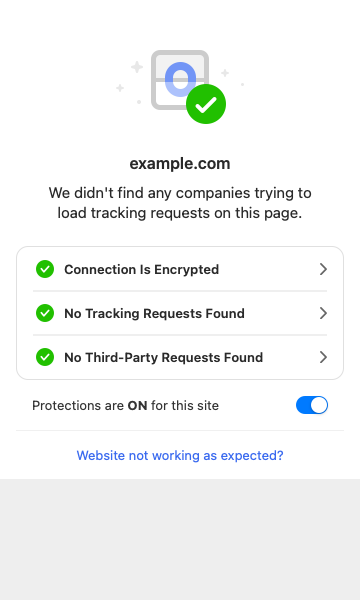 0
example.com
We didn't find any companies trying to
load tracking requests on this page.
Connection Is Encrypted
No Tracking Requests Found
No Third-Party Requests Found
Protections are ON for this site
Website not working as expected?